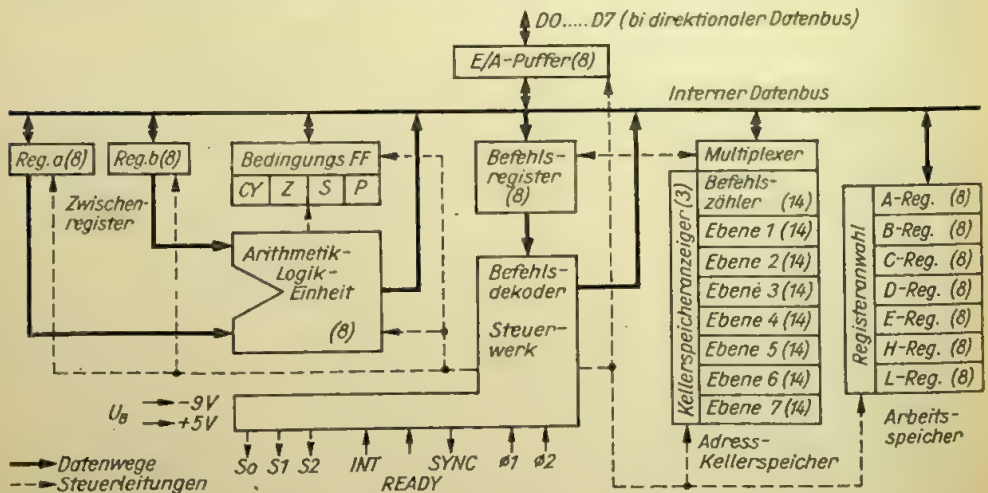 D0.....D7 (bi direktionaler Datenbus)
E/A-Puffer (8)
Interner Datenbus
Reg. a (8)
Reg. b (8)
Zwischen-
register
Bedingungs FF
CY Z S P
Arithmetik-
Logik-
Einheit
(8)
Befehls-
register
(8)
Befehls-
dekoder
Steuer-
werk
Multiplexer
Kellerspeicheranzeiger (3)
Befehls-
zähler (14)
Ebene 1 (14)
Ebene 2 (14)
Ebene 3 (14)
Ebene 4 (14)
Ebene 5 (14)
Ebene 6 (14)
Ebene 7 (14)
Adress-
Kellerspeicher
Registeranwahl
A-Reg. (8)
B-Reg. (8)
C-Reg. (8)
D-Reg. (8)
E-Reg. (8)
H-Reg. (8)
L-Reg. (8)
Arbeits-
speicher
UB -9V
+5V
S0 S1 S2 INT READY SYNC ø1 ø2
Datenwege
Steuerleitungen